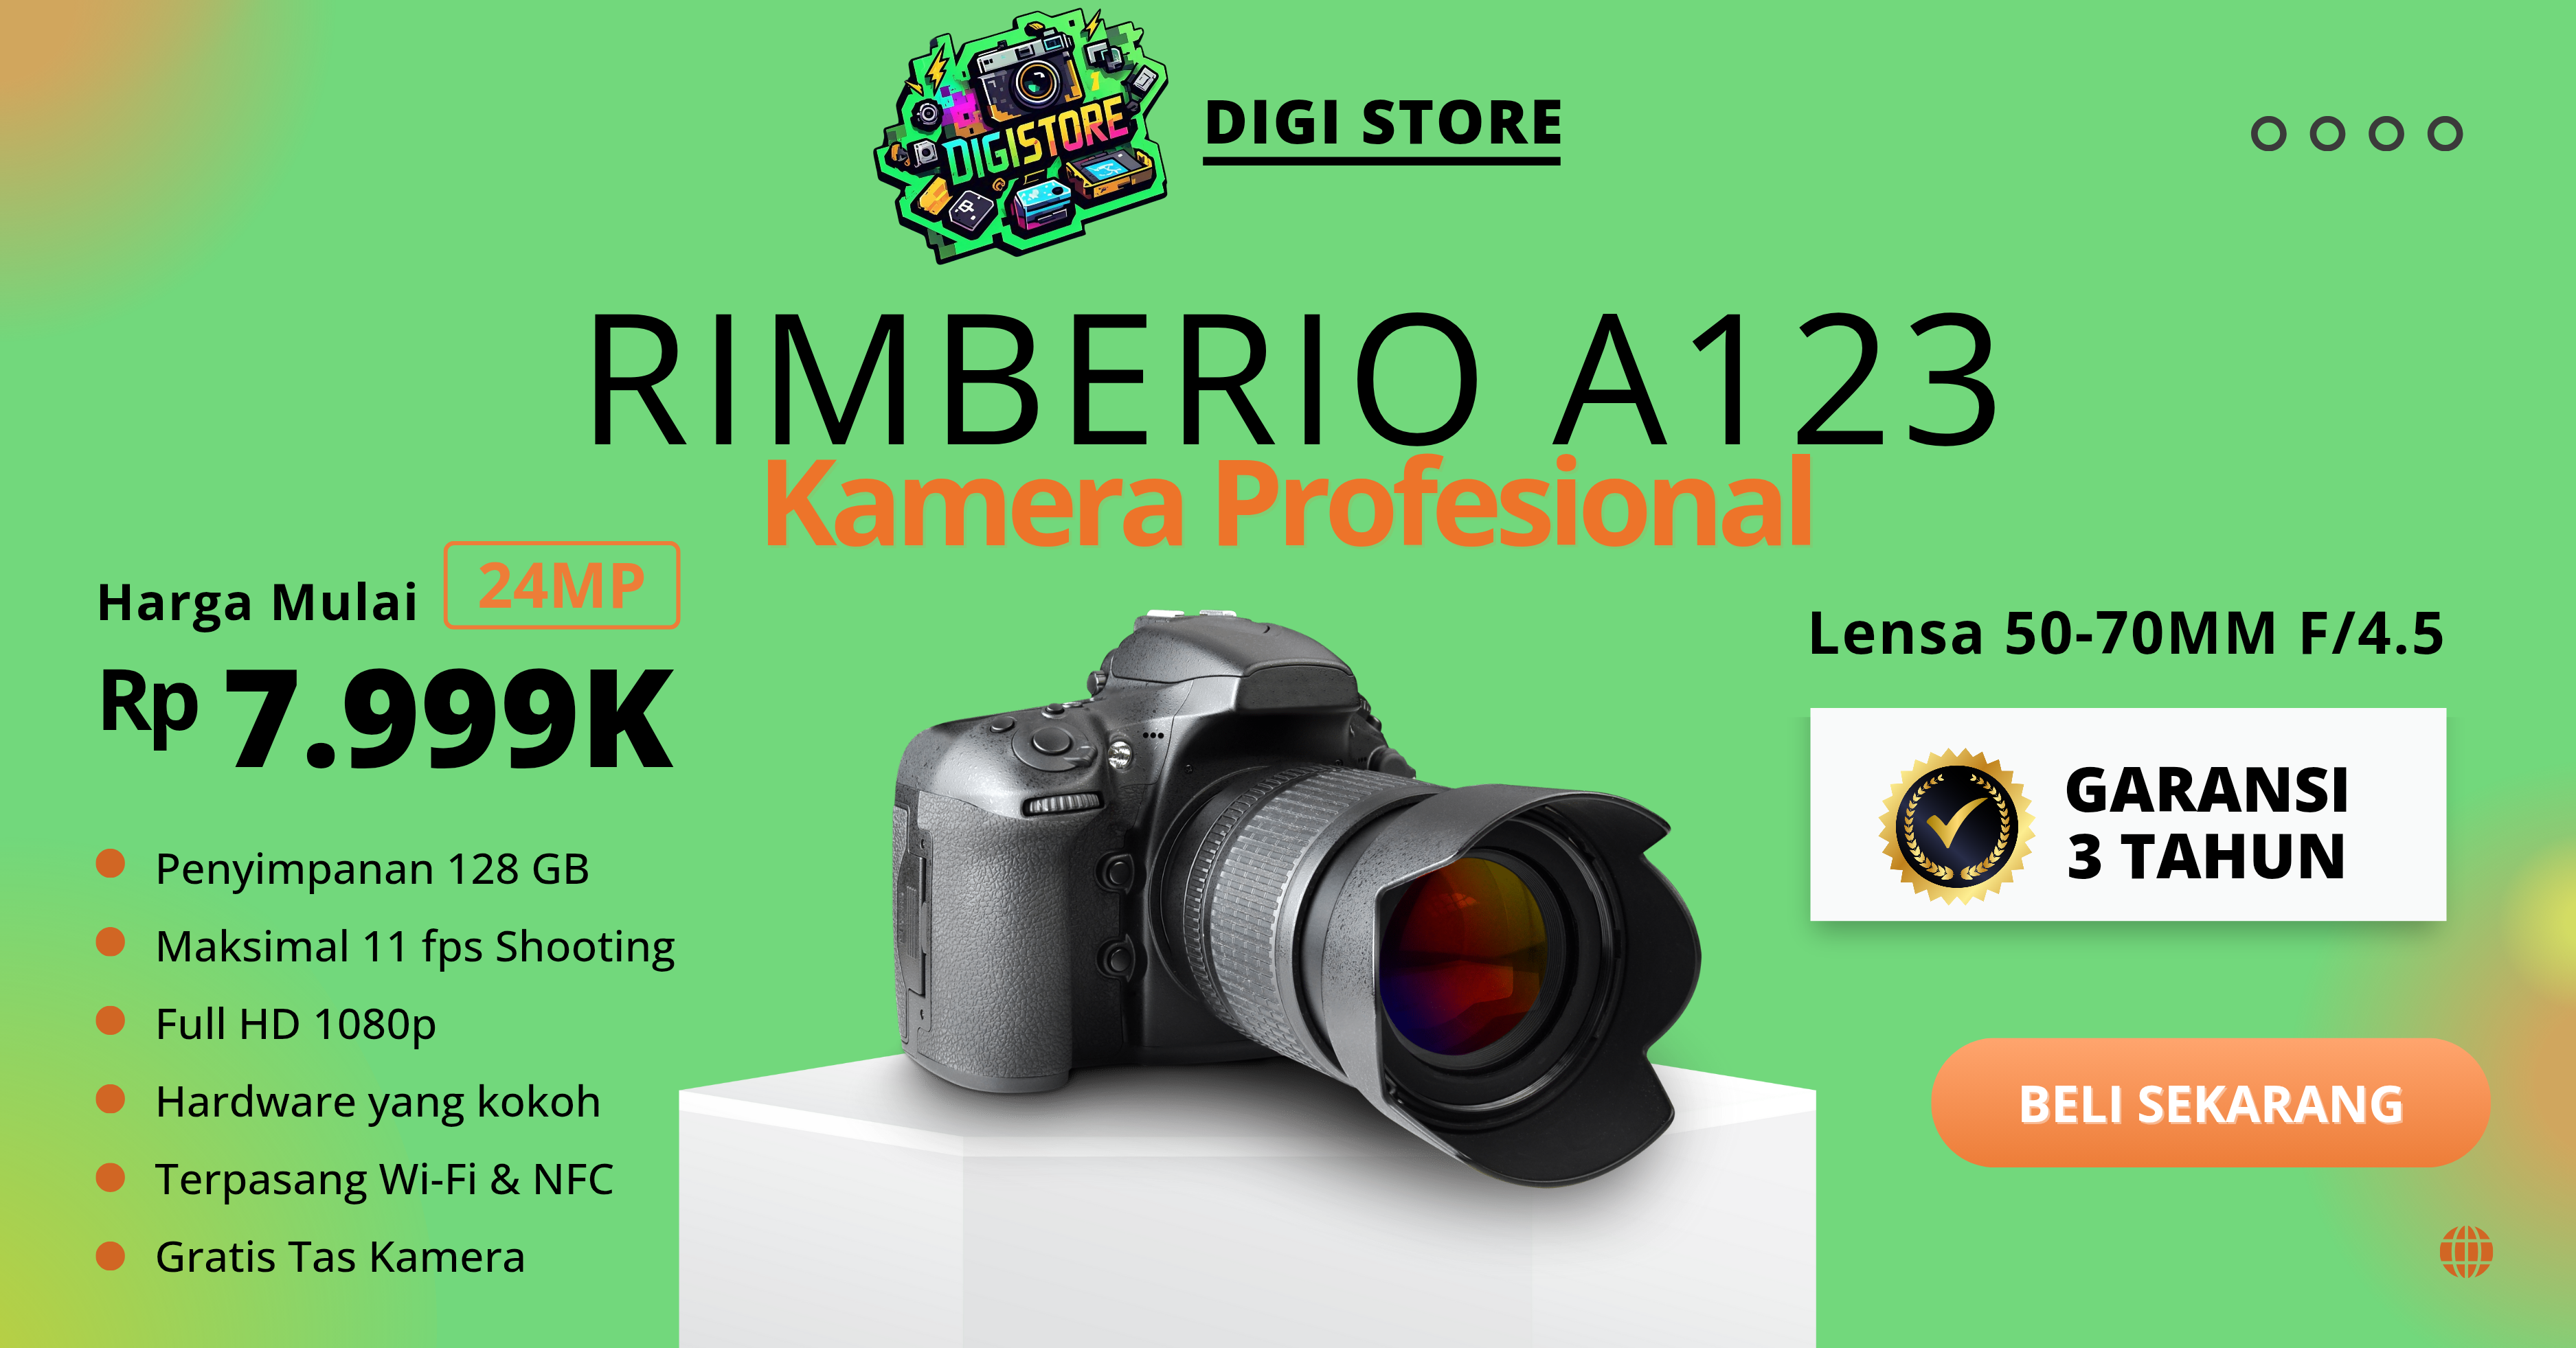 DIGISTORE
DIGI STORE
RIMBERIO A123
Kamera Profesional
Harga Mulai
24MP
Rp 7.999K
Penyimpanan 128 GB
Maksimal 11 fps Shooting
Full HD 1080p
Hardware yang kokoh
Terpasang Wi-Fi & NFC
Gratis Tas Kamera
Lensa 50-70MM F/4.5
GARANSI
3 TAHUN
BELI SEKARANG